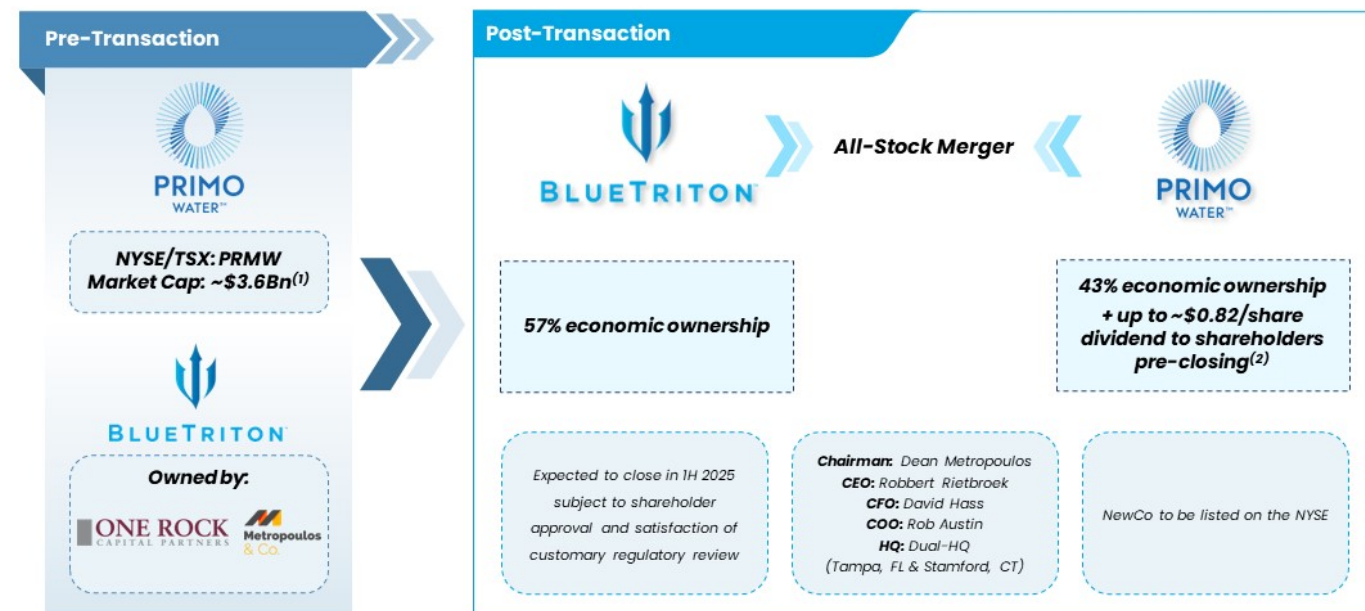 Pre-Transaction
PRIMO
WATER™
NYSE/TSX: PRMW
Market Cap: ~$3.6Bn(1)
BLUETRITON
Owned by:
ONE ROCK
CAPITAL PARTNERS
Metropoulos
& Co.
Post-Transaction
BLUETRITON
All-Stock Merger
PRIMO
WATER™
57% economic ownership
43% economic ownership
+ up to ~$0.82/share
dividend to shareholders
pre-closing(2)
Expected to close in 1H 2025
subject to shareholder
approval and satisfaction of
customary regulatory review
Chairman: Dean Metropoulos
CEO: Robbert Rietbroek
CFO: David Hass
COO: Rob Austin
HQ: Dual-HQ
(Tampa, FL & Stamford, CT)
NewCo to be listed on the NYSE